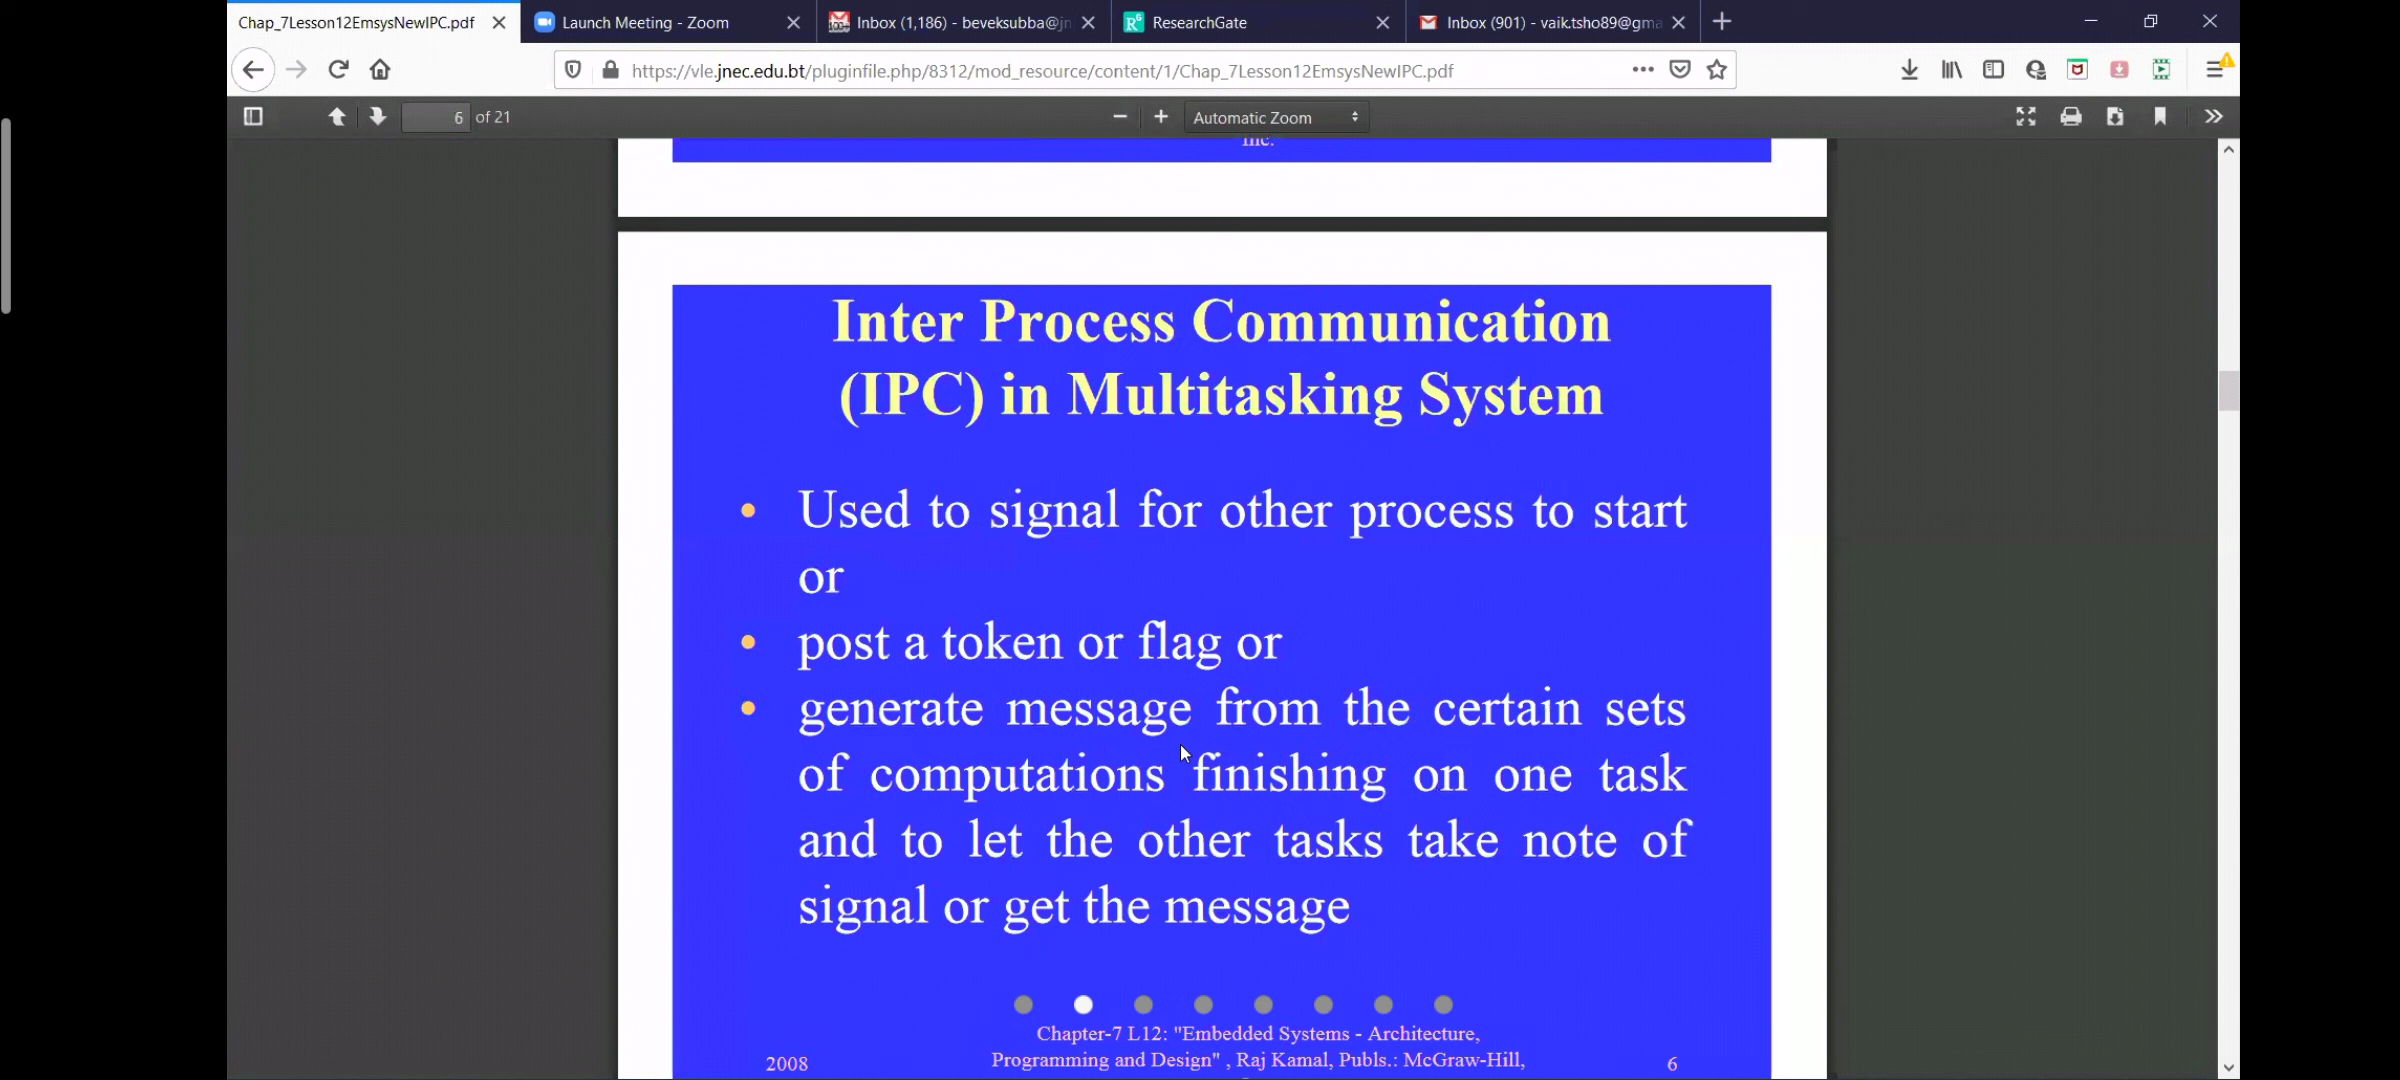 Chap_7Lesson12EmsysNewIPC.pdf
Launch Meeting - Zoom
Inbox (1,186) - beveksubba@jn
ResearchGate
Inbox (901) - vaik.tsho89@gma
https://vle.jnec.edu.bt/pluginfile.php/8312/mod_resource/content/1/Chap_7Lesson12EmsysNewIPC.pdf
6 of 21
Automatic Zoom
Inc.
Inter Process Communication
(IPC) in Multitasking System
• Used to signal for other process to start
or
• post a token or flag or
• generate message from the certain sets
of computations finishing on one task
and to let the other tasks take note of
signal or get the message
Chapter-7 L12: "Embedded Systems - Architecture,
2008 Programming and Design" , Raj Kamal, Publs.: McGraw-Hill, 6